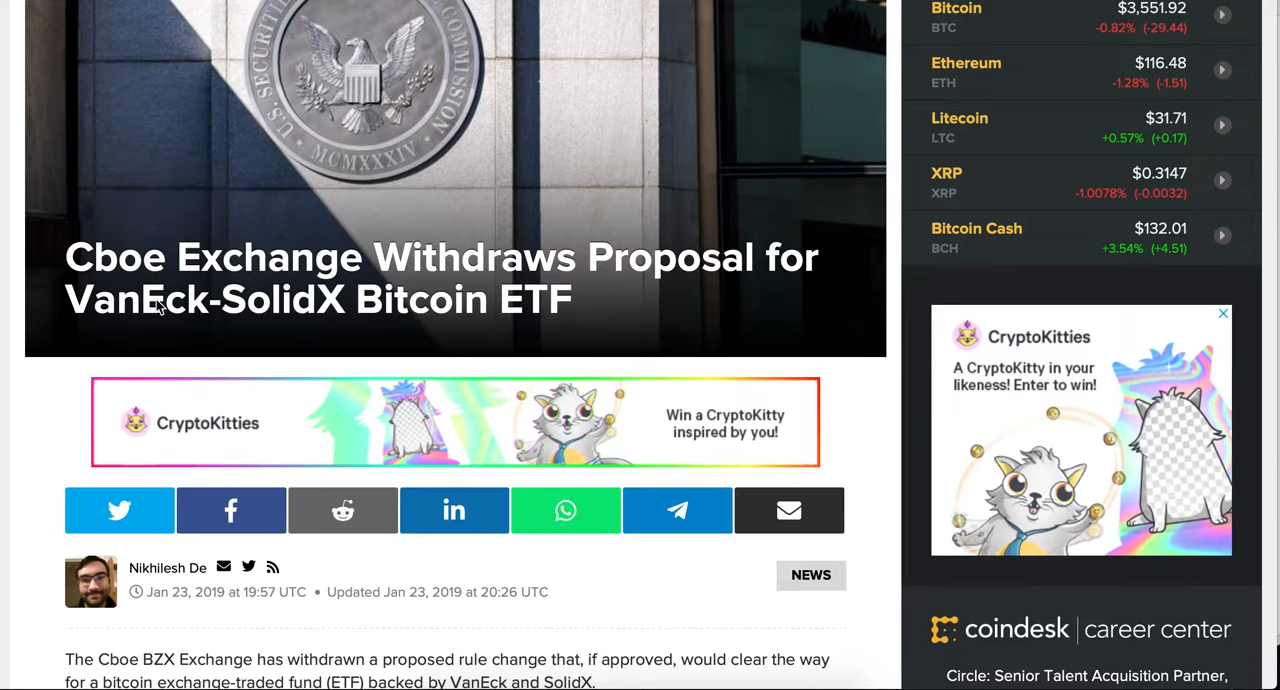 U.S. SECURITI
COMMISSION
MCMXXXIV
Cboe Exchange Withdraws Proposal for
VanEck-SolidX Bitcoin ETF
CryptoKitties
Win a CryptoKitty
inspired by you!
Nikhilesh De
Jan 23, 2019 at 19:57 UTC • Updated Jan 23, 2019 at 20:26 UTC
NEWS
The Cboe BZX Exchange has withdrawn a proposed rule change that, if approved, would clear the way
for a bitcoin exchange-traded fund (ETF) backed by VanEck and SolidX.
Bitcoin $3,551.92
BTC -0.82% (-29.44)
Ethereum $116.48
ETH -1.28% (-1.51)
Litecoin $31.71
LTC +0.57% (+0.17)
XRP $0.3147
XRP -1.0078% (-0.0032)
Bitcoin Cash $132.01
BCH +3.54% (+4.51)
CryptoKitties
A CryptoKitty in your
likeness! Enter to win!
coindesk | career center
Circle: Senior Talent Acquisition Partner,